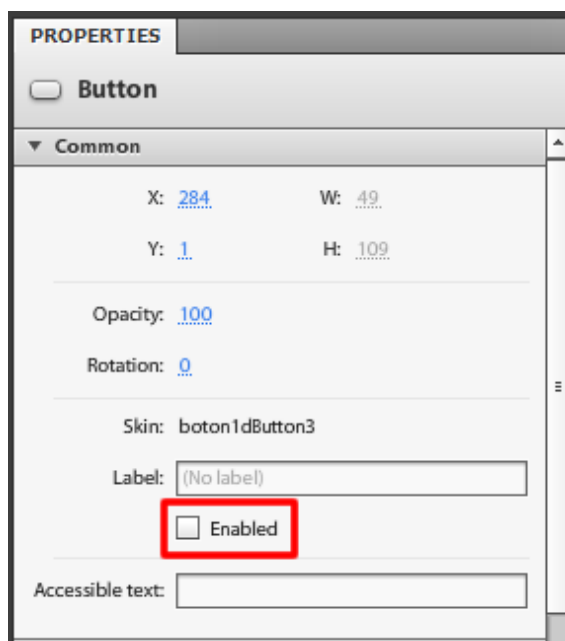 PROPERTIES
Button
Common
X: 284 W: 49
Y: 1 H: 109
Opacity: 100
Rotation: 0
Skin: boton1dButton3
Label: (No label)
Enabled
Accessible text: